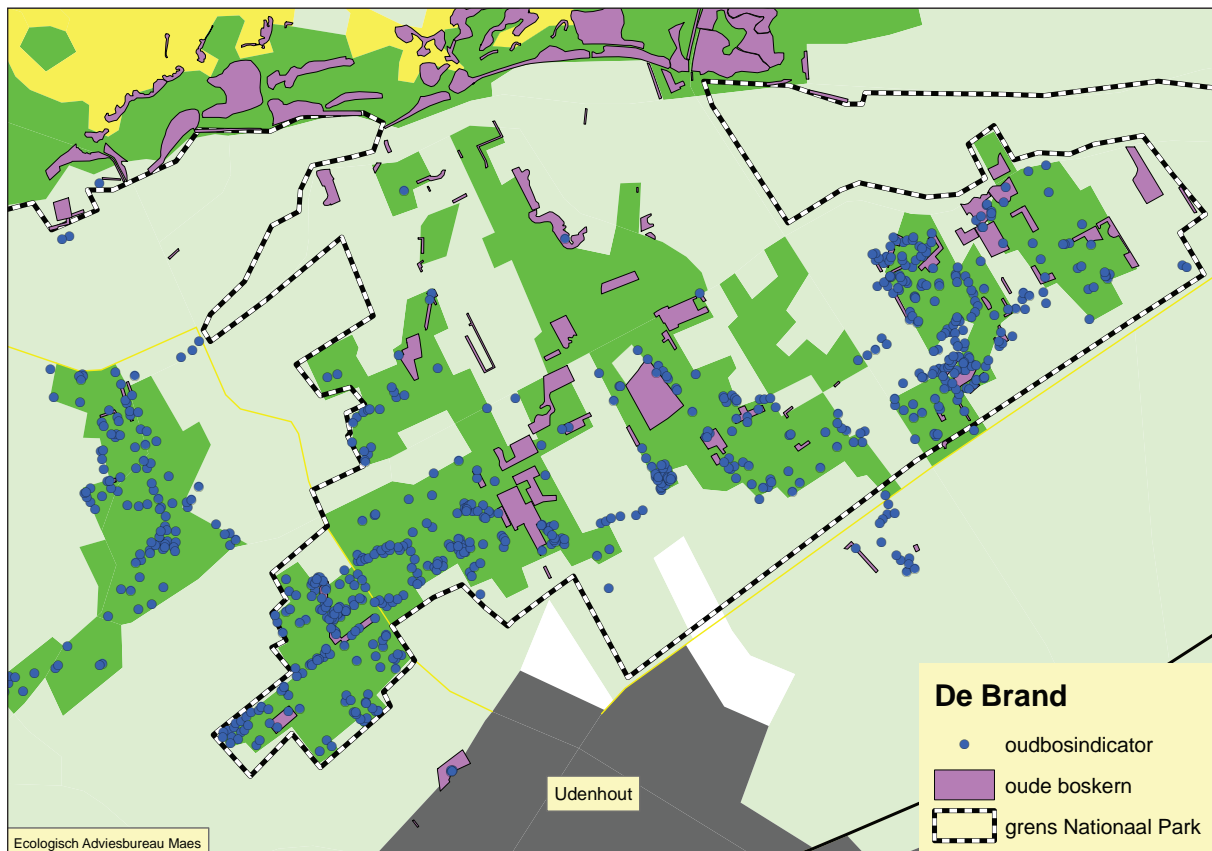 De Brand
oudbosindicator
oude boskern
grens Nationaal Park
Udenhout
Ecologisch Adviesbureau Maes